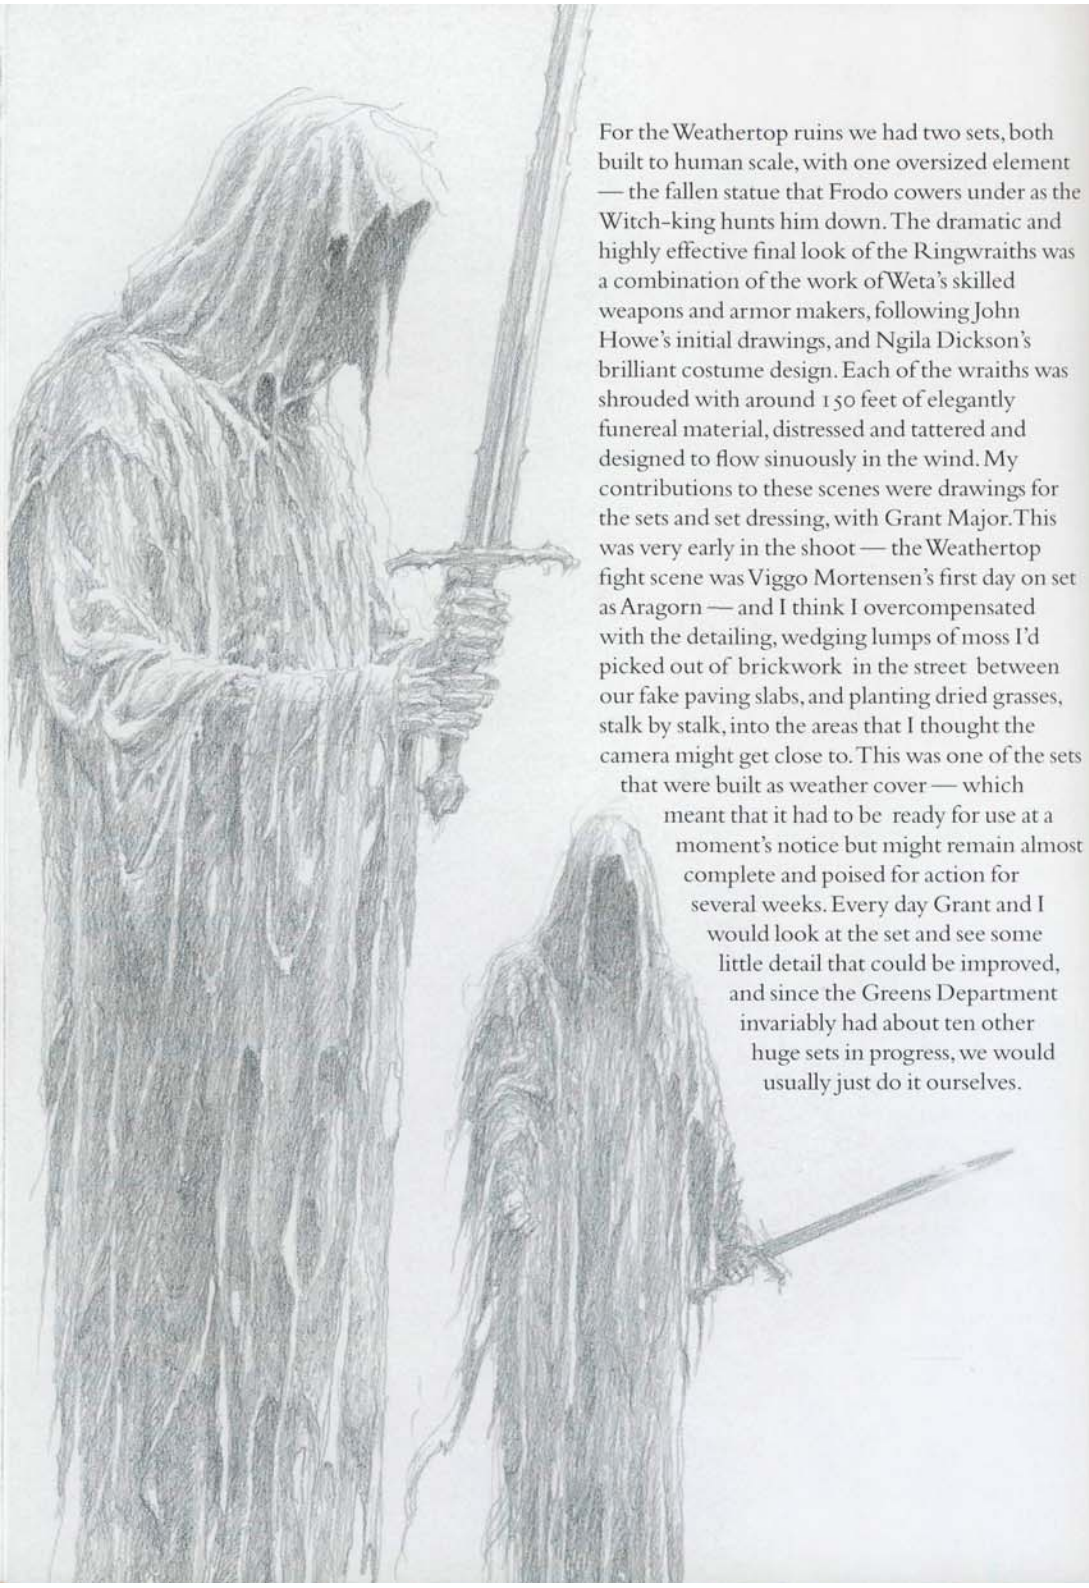 For the Weathertop ruins we had two sets, both
built to human scale, with one oversized element
— the fallen statue that Frodo cowers under as the
Witch-king hunts him down. The dramatic and
highly effective final look of the Ringwraiths was
a combination of the work of Weta's skilled
weapons and armor makers, following John
Howe's initial drawings, and Ngila Dickson's
brilliant costume design. Each of the wraiths was
shrouded with around 150 feet of elegantly
funereal material, distressed and tattered and
designed to flow sinuously in the wind. My
contributions to these scenes were drawings for
the sets and set dressing, with Grant Major. This
was very early in the shoot — the Weathertop
fight scene was Viggo Mortensen's first day on set
as Aragorn — and I think I overcompensated
with the detailing, wedging lumps of moss I'd
picked out of brickwork in the street between
our fake paving slabs, and planting dried grasses,
stalk by stalk, into the areas that I thought the
camera might get close to. This was one of the sets
that were built as weather cover — which
meant that it had to be ready for use at a
moment's notice but might remain almost
complete and poised for action for
several weeks. Every day Grant and I
would look at the set and see some
little detail that could be improved,
and since the Greens Department
invariably had about ten other
huge sets in progress, we would
usually just do it ourselves.